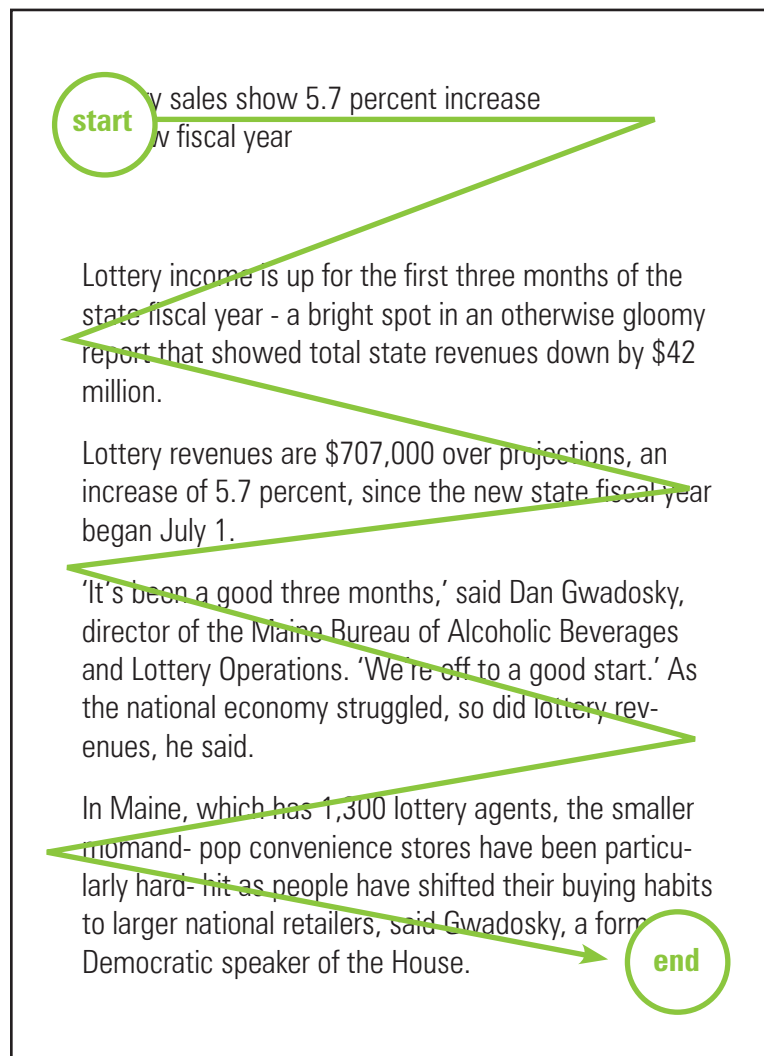 start
sales show 5.7 percent increase
fiscal year
Lottery income is up for the first three months of the
state fiscal year - a bright spot in an otherwise gloomy
report that showed total state revenues down by $42
million.
Lottery revenues are $707,000 over projections, an
increase of 5.7 percent, since the new state fiscal year
began July 1.
‘It’s been a good three months,’ said Dan Gwadosky,
director of the Maine Bureau of Alcoholic Beverages
and Lottery Operations. ‘We’re off to a good start.’ As
the national economy struggled, so did lottery rev-
enues, he said.
In Maine, which has 1,300 lottery agents, the smaller
momand- pop convenience stores have been particu-
larly hard- hit as people have shifted their buying habits
to larger national retailers, said Gwadosky, a form
Democratic speaker of the House.
end